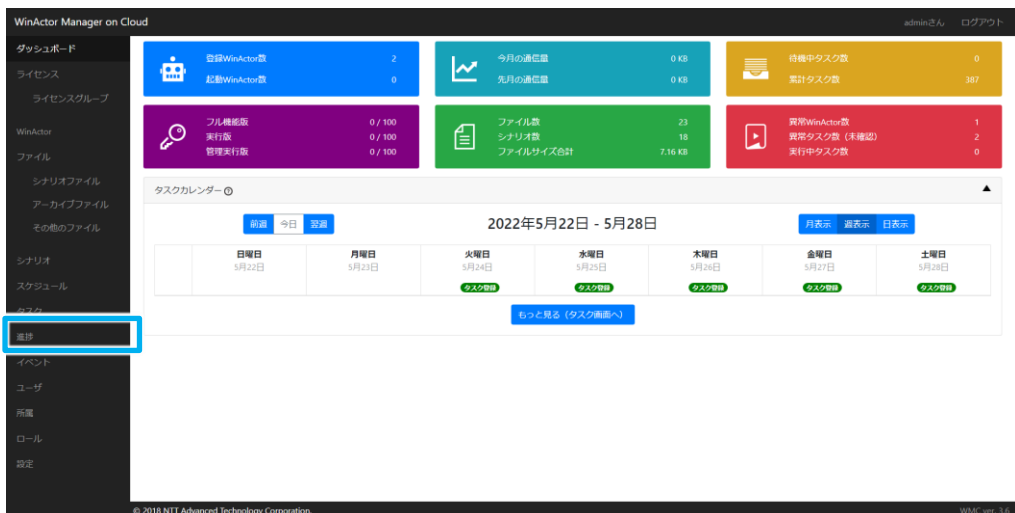 WinActor Manager on Cloud
adminさん ログアウト
ダッシュボード
ライセンス
ライセンスグループ
WinActor
ファイル
シナリオファイル
アーカイブファイル
その他のファイル
シナリオ
スケジュール
タスク
進捗
イベント
ユーザ
所属
ロール
設定
登録WinActor数 2
起動WinActor数 0
今月の通信量 0 KB
先月の通信量 0 KB
待機中タスク数 0
累計タスク数 387
フル機能版 0 / 100
実行版 0 / 100
管理実行版 0 / 100
ファイル数 23
シナリオ数 18
ファイルサイズ合計 7.16 KB
異常WinActor数 1
異常タスク数（未確認） 2
実行中タスク数 0
タスクカレンダー
前週 今日 翌週
2022年5月22日 - 5月28日
月表示 週表示 日表示
日曜日 月曜日 火曜日 水曜日 木曜日 金曜日 土曜日
5月22日 5月23日 5月24日 5月25日 5月26日 5月27日 5月28日
タスク登録 タスク登録 タスク登録 タスク登録 タスク登録
もっと見る（タスク画面へ）
© 2018 NTT Advanced Technology Corporation.
WMC ver. 3.6